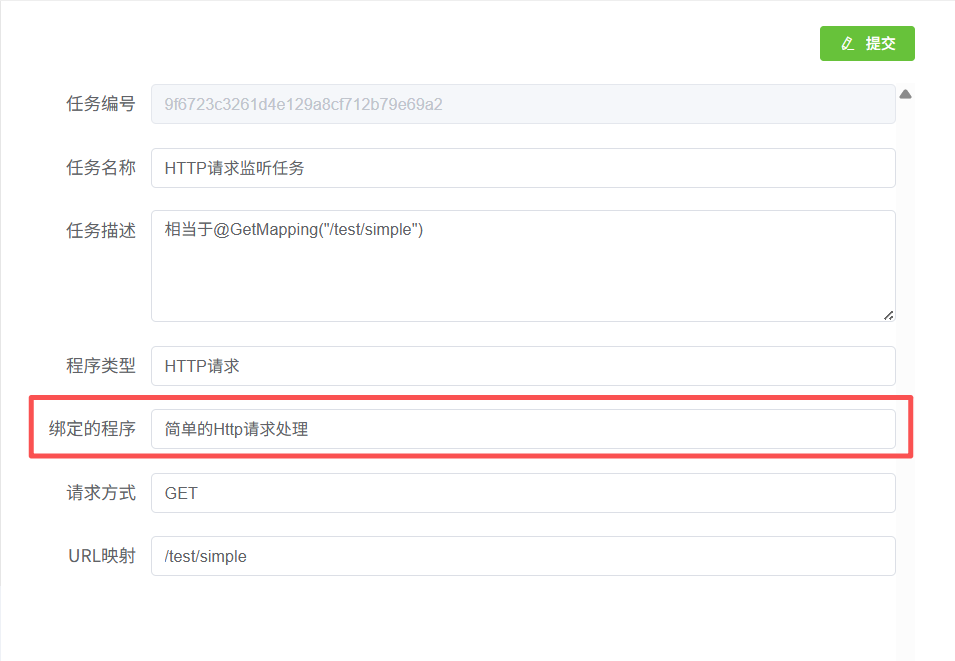 提交
任务编号 9f6723c3261d4e129a8cf712b79e69a2
任务名称 HTTP请求监听任务
任务描述 相当于@GetMapping("/test/simple")
程序类型 HTTP请求
绑定的程序 简单的Http请求处理
请求方式 GET
URL映射 /test/simple